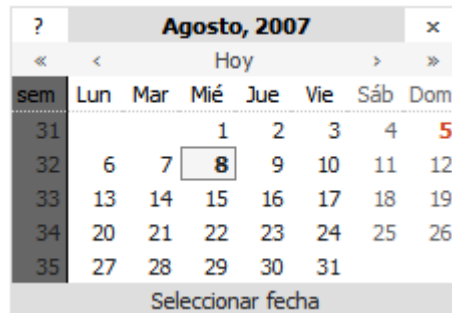 ? Agosto, 2007 ×
« ‹ Hoy › »
sem Lun Mar Mié Jue Vie Sáb Dom
31 1 2 3 4 5
32 6 7 8 9 10 11 12
33 13 14 15 16 17 18 19
34 20 21 22 23 24 25 26
35 27 28 29 30 31
Seleccionar fecha